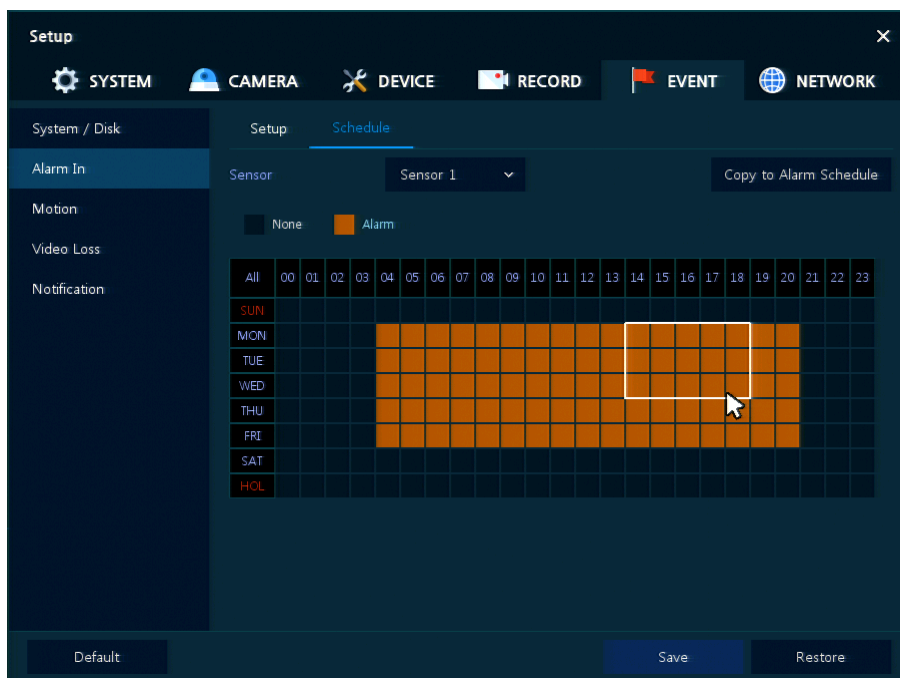 Setup
SYSTEM CAMERA DEVICE RECORD EVENT NETWORK
System / Disk
Alarm In
Motion
Video Loss
Notification
Setup Schedule
Sensor Sensor 1 Copy to Alarm Schedule
None Alarm
All 00 01 02 03 04 05 06 07 08 09 10 11 12 13 14 15 16 17 18 19 20 21 22 23
SUN
MON
TUE
WED
THU
FRI
SAT
HOL
Default Save Restore